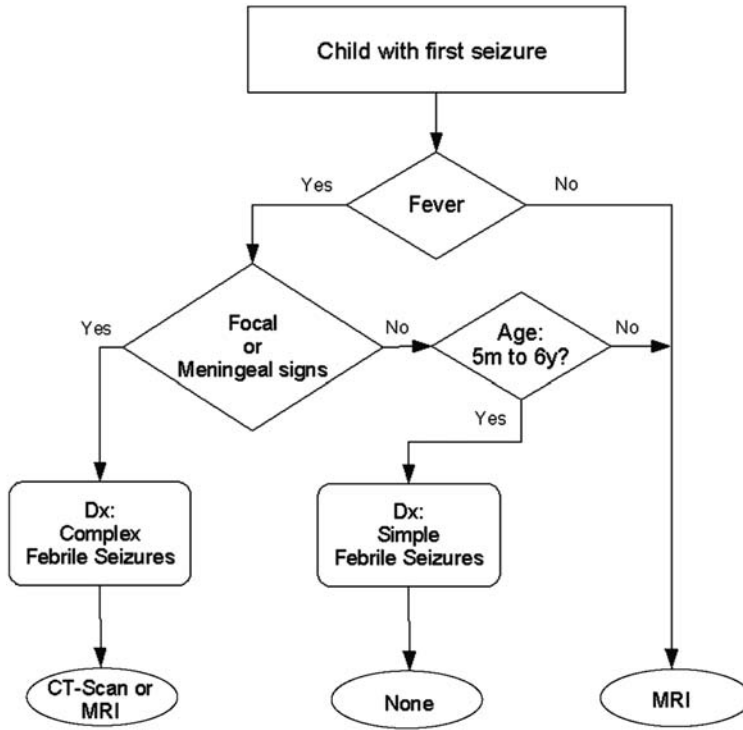 Child with first seizure
Yes
No
Fever
Yes
Focal
or
Meningeal signs
No
Age:
5m to 6y?
No
Yes
Dx:
Complex
Febrile Seizures
Dx:
Simple
Febrile Seizures
CT-Scan or
MRI
None
MRI